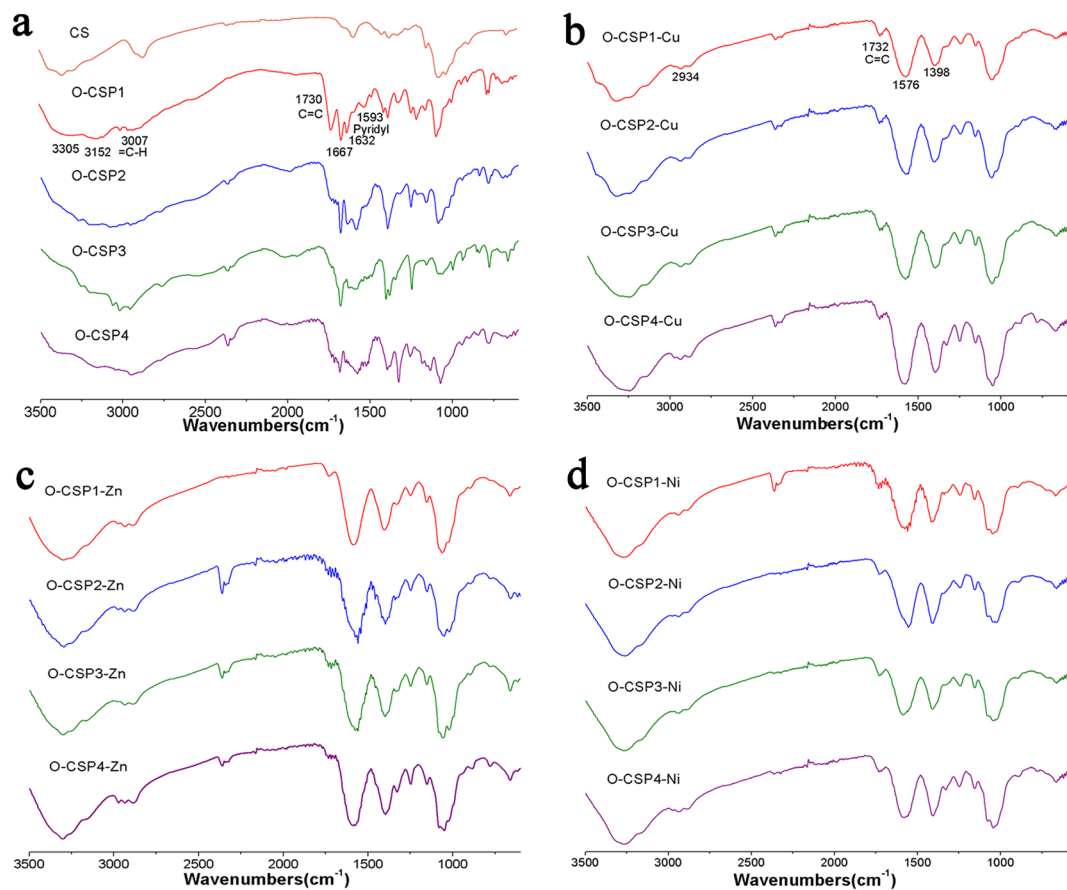 a
CS
O-CSP1
3305
3152
3007
=C-H
1730
C=C
1667
1632
1593
Pyridyl
O-CSP2
O-CSP3
O-CSP4
3500 3000 2500 2000 1500 1000
Wavenumbers(cm⁻¹)
b
O-CSP1-Cu
2934
1732
C=C
1576
1398
O-CSP2-Cu
O-CSP3-Cu
O-CSP4-Cu
3500 3000 2500 2000 1500 1000
Wavenumbers(cm⁻¹)
c
O-CSP1-Zn
O-CSP2-Zn
O-CSP3-Zn
O-CSP4-Zn
3500 3000 2500 2000 1500 1000
Wavenumbers(cm⁻¹)
d
O-CSP1-Ni
O-CSP2-Ni
O-CSP3-Ni
O-CSP4-Ni
3500 3000 2500 2000 1500 1000
Wavenumbers(cm⁻¹)